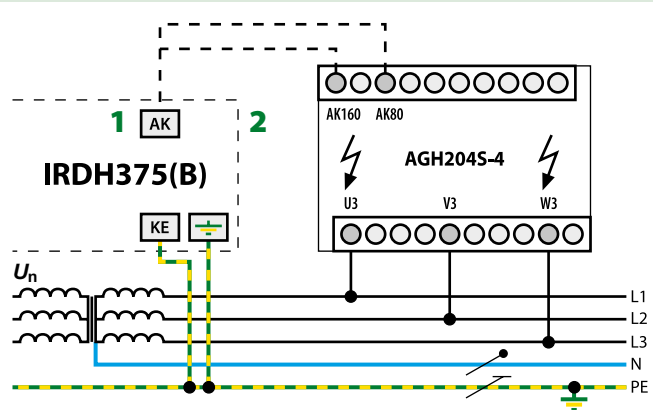 1 AK 2
AK160 AK80
IRDH375(B)
AGH204S-4
U3 V3 W3
KE
Un
L1
L2
L3
N
PE